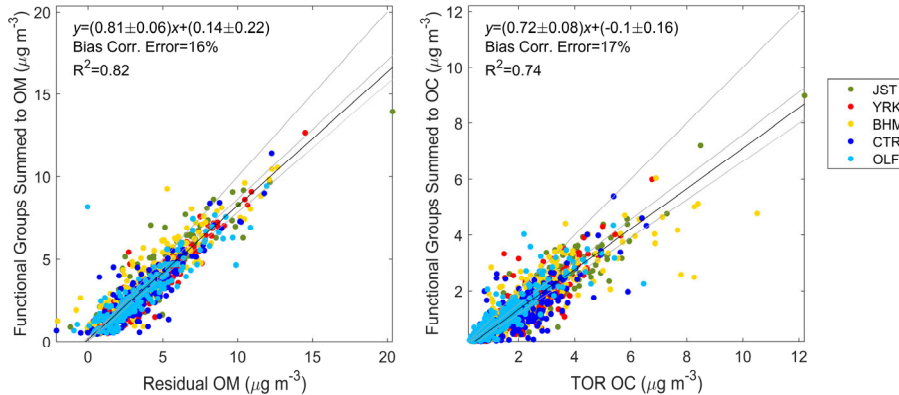 y=(0.81±0.06)x+(0.14±0.22)
Bias Corr. Error=16%
R²=0.82
20
15
10
5
0
0
5
10
15
20
Functional Groups Summed to OM (μg m⁻³)
Residual OM (μg m⁻³)
y=(0.72±0.08)x+(-0.1±0.16)
Bias Corr. Error=17%
R²=0.74
12
10
8
6
4
2
2
4
6
8
10
12
Functional Groups Summed to OC (μg m⁻³)
TOR OC (μg m⁻³)
JST
YRK
BHM
CTR
OLF